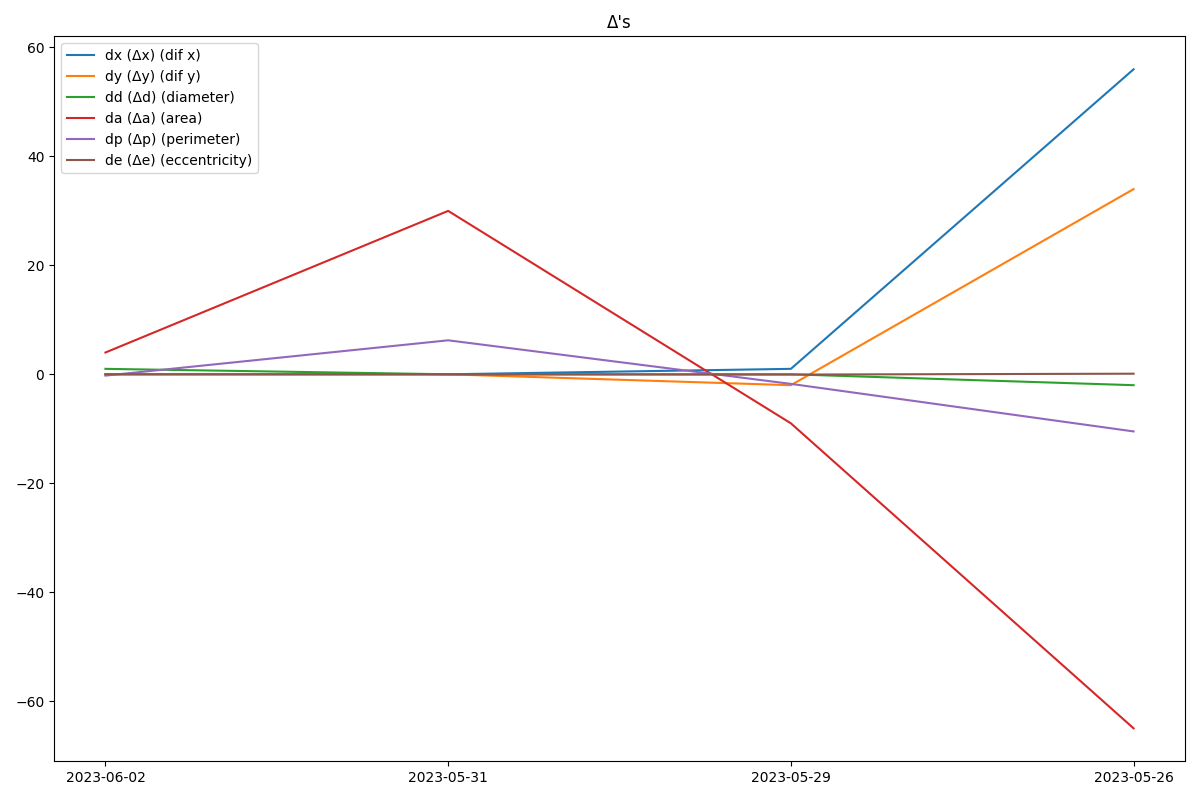 Δ's
dx (Δx) (dif x)
dy (Δy) (dif y)
dd (Δd) (diameter)
da (Δa) (area)
dp (Δp) (perimeter)
de (Δe) (eccentricity)
60
40
20
0
−20
−40
−60
2023-06-02 2023-05-31 2023-05-29 2023-05-26